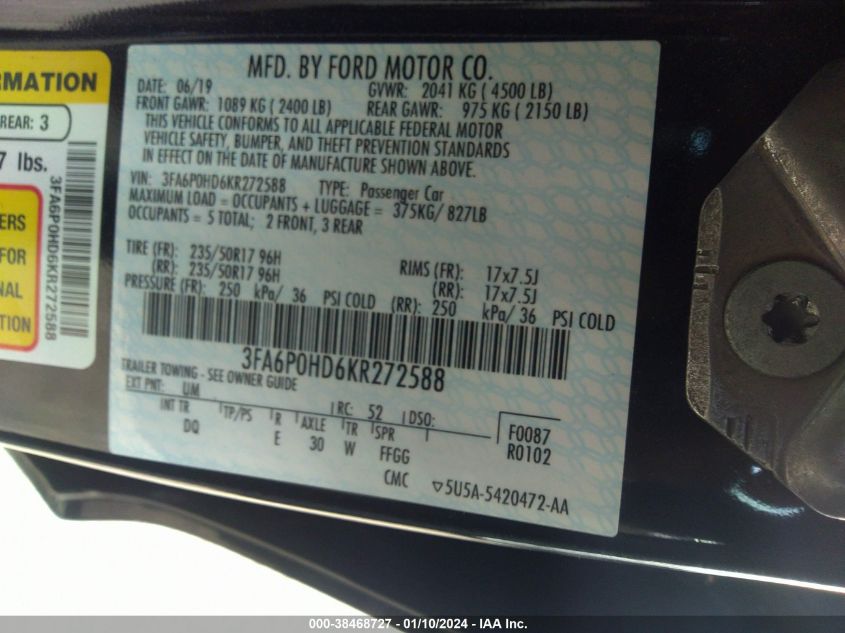 ORMATION
REAR: 3
7 lbs.
3FA6P0HD6KR272588
ERS
FOR
NAL
TION
MFD. BY FORD MOTOR CO.
DATE: 06/19 GVWR: 2041 KG ( 4500 LB)
FRONT GAWR: 1089 KG ( 2400 LB) REAR GAWR: 975 KG ( 2150 LB)
THIS VEHICLE CONFORMS TO ALL APPLICABLE FEDERAL MOTOR
VEHICLE SAFETY, BUMPER, AND THEFT PREVENTION STANDARDS
IN EFFECT ON THE DATE OF MANUFACTURE SHOWN ABOVE.
VIN: 3FA6P0HD6KR272588 TYPE: Passenger Car
MAXIMUM LOAD = OCCUPANTS + LUGGAGE = 375KG/ 827LB
OCCUPANTS = 5 TOTAL; 2 FRONT, 3 REAR
TIRE (FR): 235/50R17 96H RIMS (FR): 17x7.5J
(RR): 235/50R17 96H (RR): 17x7.5J
PRESSURE (FR): 250 kPa/ 36 PSI COLD (RR): 250 kPa/ 36 PSI COLD
3FA6P0HD6KR272588
TRAILER TOWING - SEE OWNER GUIDE
EXT PNT: UM RC: 52 DSO: F0087
INT TR TP/PS R AXLE TR SPR R0102
DQ E 30 W FFGG
CMC ▽5U5A-5420472-AA
000-38468727 - 01/10/2024 - IAA Inc.